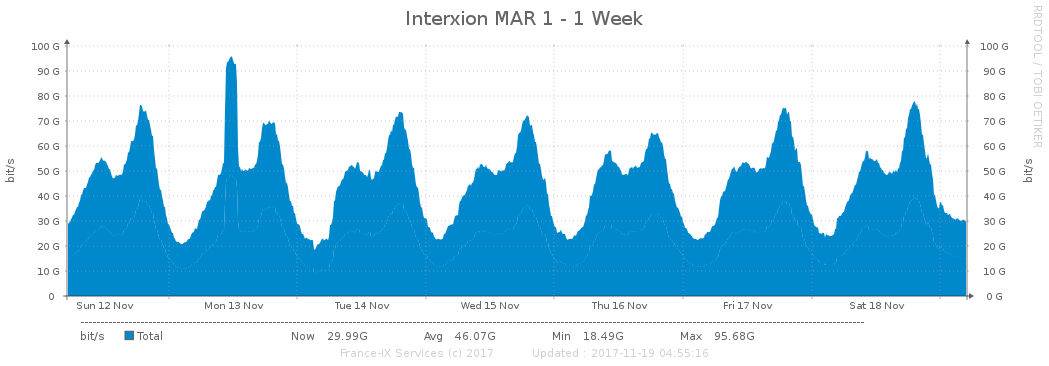 Interxion MAR 1 - 1 Week
RRDTOOL / TOBI OETIKER
100 G 100 G
90 G 90 G
80 G 80 G
70 G 70 G
60 G 60 G
50 G 50 G
40 G 40 G
30 G 30 G
20 G 20 G
10 G 10 G
0 0 G
bit/s
bit/s
Sun 12 Nov Mon 13 Nov Tue 14 Nov Wed 15 Nov Thu 16 Nov Fri 17 Nov Sat 18 Nov
bit/s Total Now 29.99G Avg 46.07G Min 18.49G Max 95.68G
France-IX Services (c) 2017 Updated : 2017-11-19 04:55:16